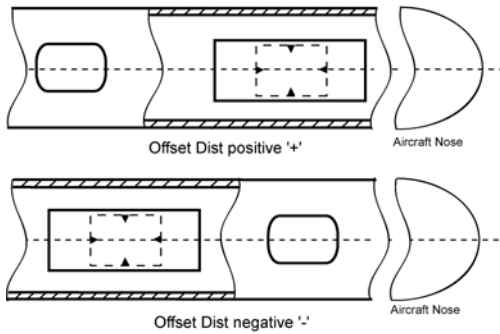 Offset Dist positive '+'
Aircraft Nose
Offset Dist negative '-'
Aircraft Nose